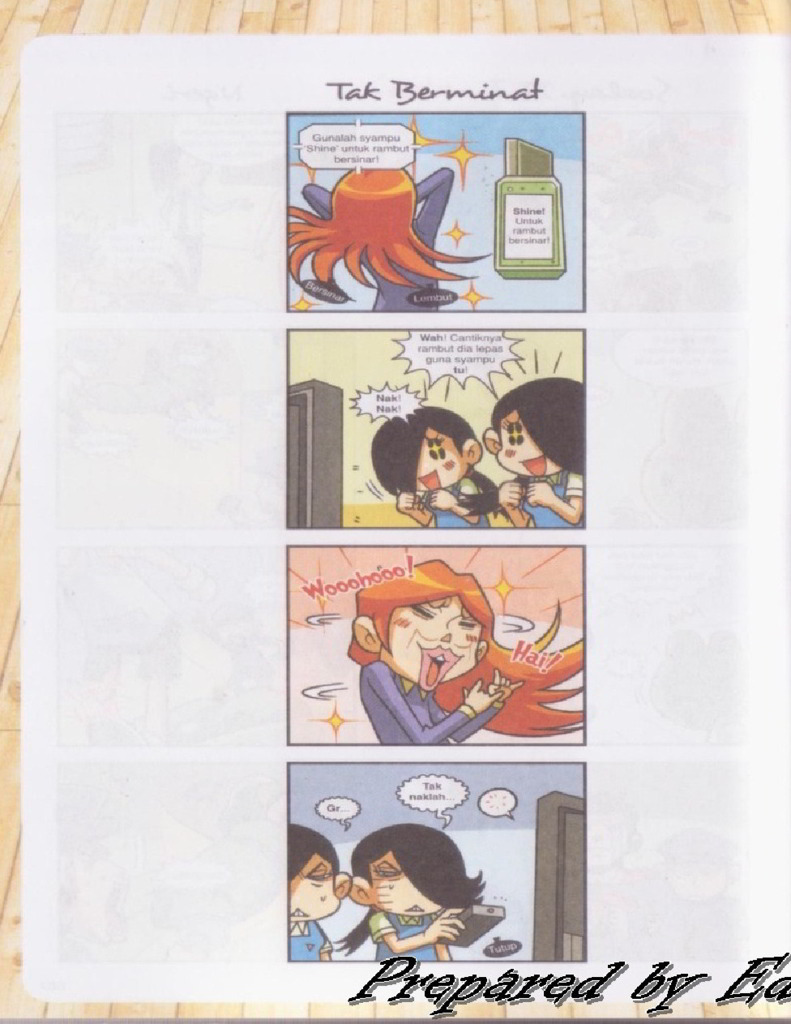 Tak Berminat
Gunalah syampu
'Shine' untuk rambut
bersinar!
Shine!
Untuk
rambut
bersinar!
Bersinar
Lembut
Wah! Cantiknya
rambut dia lepas
guna syampu
tu!
Nak!
Nak!
Wooohooo!
Hai!
Gr...
Tak
naklah...
Tutup
Prepared by Ed